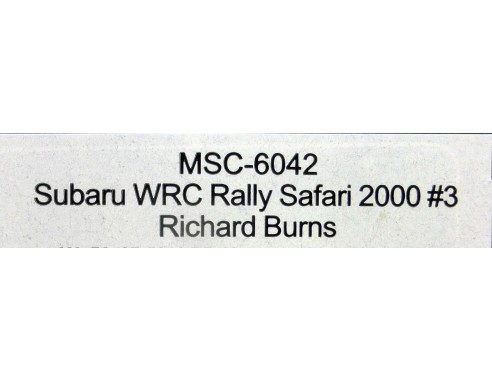 MSC-6042
Subaru WRC Rally Safari 2000 #3
Richard Burns